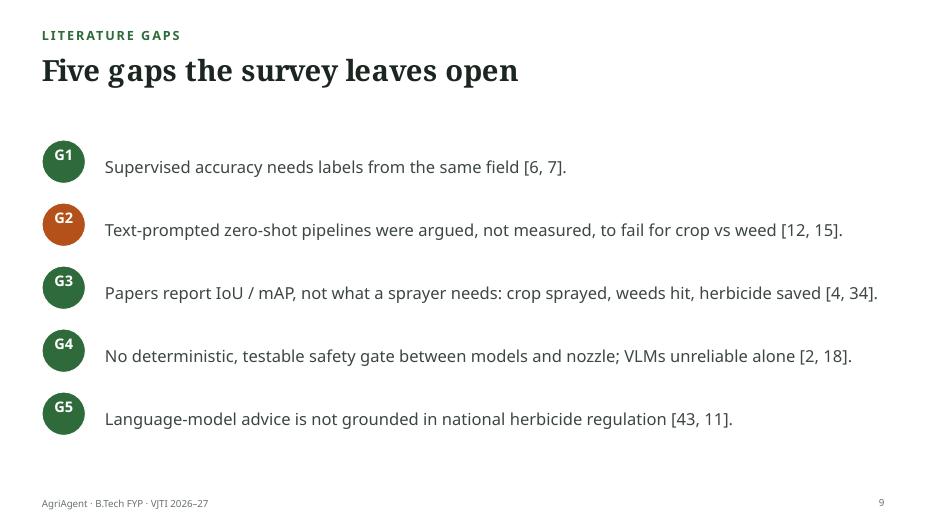 LITERATURE GAPS
Five gaps the survey leaves open
G1
Supervised accuracy needs labels from the same field [6, 7].
G2
Text-prompted zero-shot pipelines were argued, not measured, to fail for crop vs weed [12, 15].
G3
Papers report IoU / mAP, not what a sprayer needs: crop sprayed, weeds hit, herbicide saved [4, 34].
G4
No deterministic, testable safety gate between models and nozzle; VLMs unreliable alone [2, 18].
G5
Language-model advice is not grounded in national herbicide regulation [43, 11].
AgriAgent · B.Tech FYP · VJTI 2026–27
9